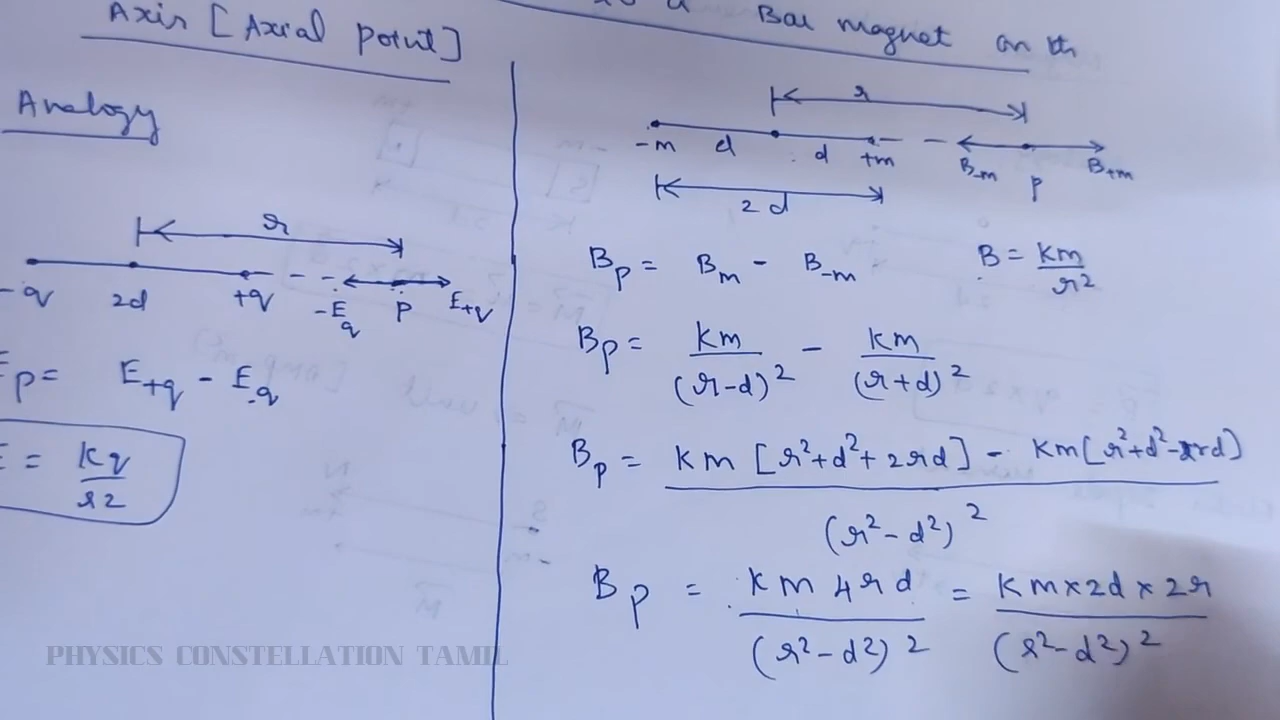 Bar magnet on th
Axis [Axial point]
Analogy
r
-q 2d +q -Eq P E+q
Ep = E+q - E-q
E = Kq/r2
r
-m d d +m B-m P B+m
2d
Bp = Bm - B-m
B = Km/r²
Bp = Km/(r-d)² - Km/(r+d)²
Bp = Km[r²+d²+2rd] - Km[r²+d²-2rd]
(r²-d²)²
Bp = Km 4rd/(r²-d²)² = Km×2d×2r/(r²-d²)²
PHYSICS CONSTELLATION TAMIL